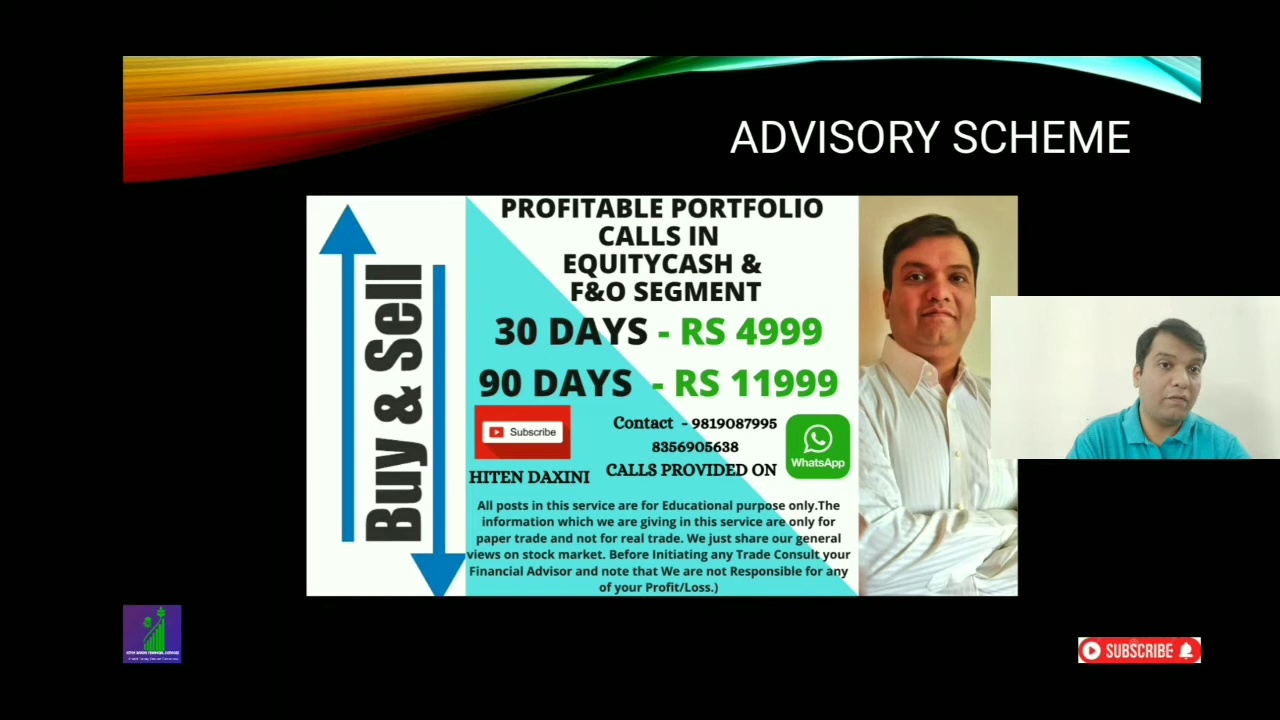 ADVISORY SCHEME
PROFITABLE PORTFOLIO
CALLS IN
EQUITYCASH &
F&O SEGMENT
30 DAYS - RS 4999
90 DAYS - RS 11999
Buy & Sell
Subscribe
HITEN DAXINI
Contact - 9819087995
8356905638
CALLS PROVIDED ON
WhatsApp
All posts in this service are for Educational purpose only.The
information which we are giving in this service are only for
paper trade and not for real trade. We just share our general
views on stock market. Before Initiating any Trade Consult your
Financial Advisor and note that We are not Responsible for any
of your Profit/Loss.)
SUBSCRIBE